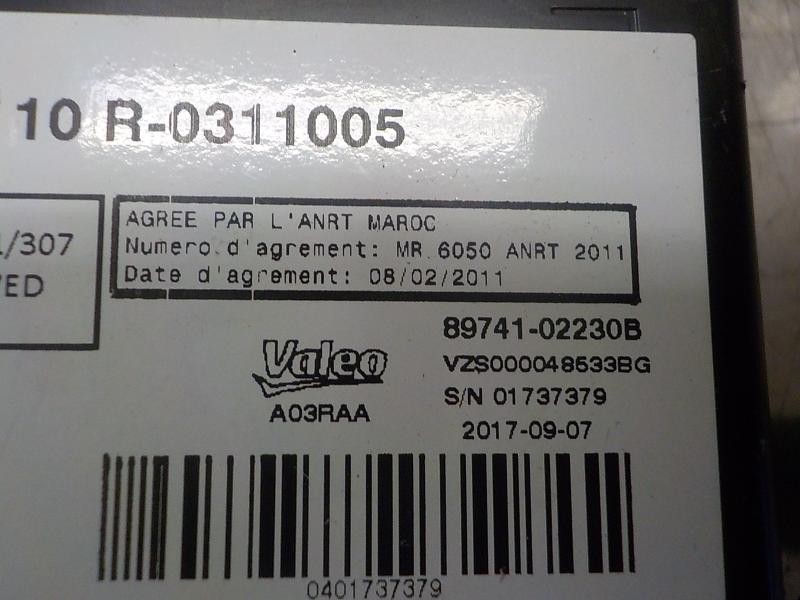 10 R-0311005
/307
ED
AGREE PAR L'ANRT MAROC
Numero d'agrement: MR 6050 ANRT 2011
Date d'agrement: 08/02/2011
Valeo
A03RAA
89741-02230B
VZS000048533BG
S/N 01737379
2017-09-07
0401737379